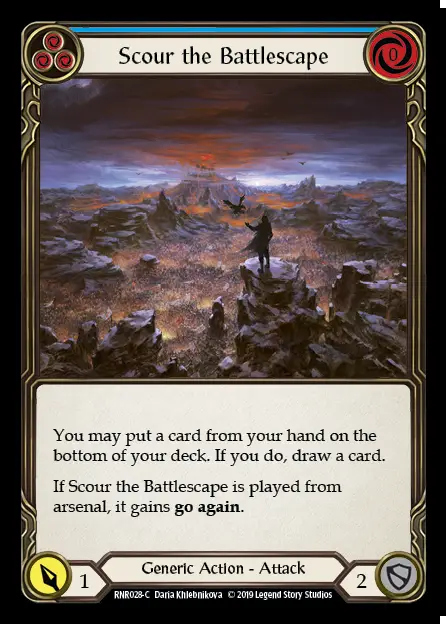 Scour the Battlescape
0
You may put a card from your hand on the
bottom of your deck. If you do, draw a card.
If Scour the Battlescape is played from
arsenal, it gains go again.
1
Generic Action - Attack
2
RNR028-C Daria Khlebnikova © 2019 Legend Story Studios